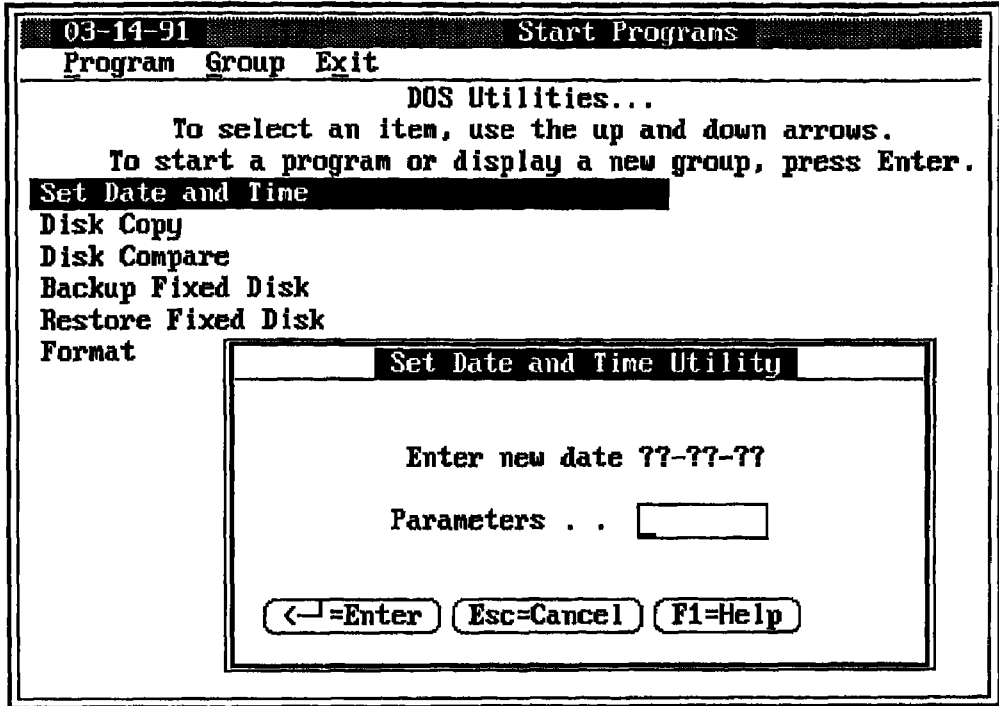 03-14-91 Start Programs
Program Group Exit
DOS Utilities...
To select an item, use the up and down arrows.
To start a program or display a new group, press Enter.
Set Date and Time
Disk Copy
Disk Compare
Backup Fixed Disk
Restore Fixed Disk
Format
Set Date and Time Utility
Enter new date ??-??-??
Parameters . .
<─┘=Enter Esc=Cancel F1=Help